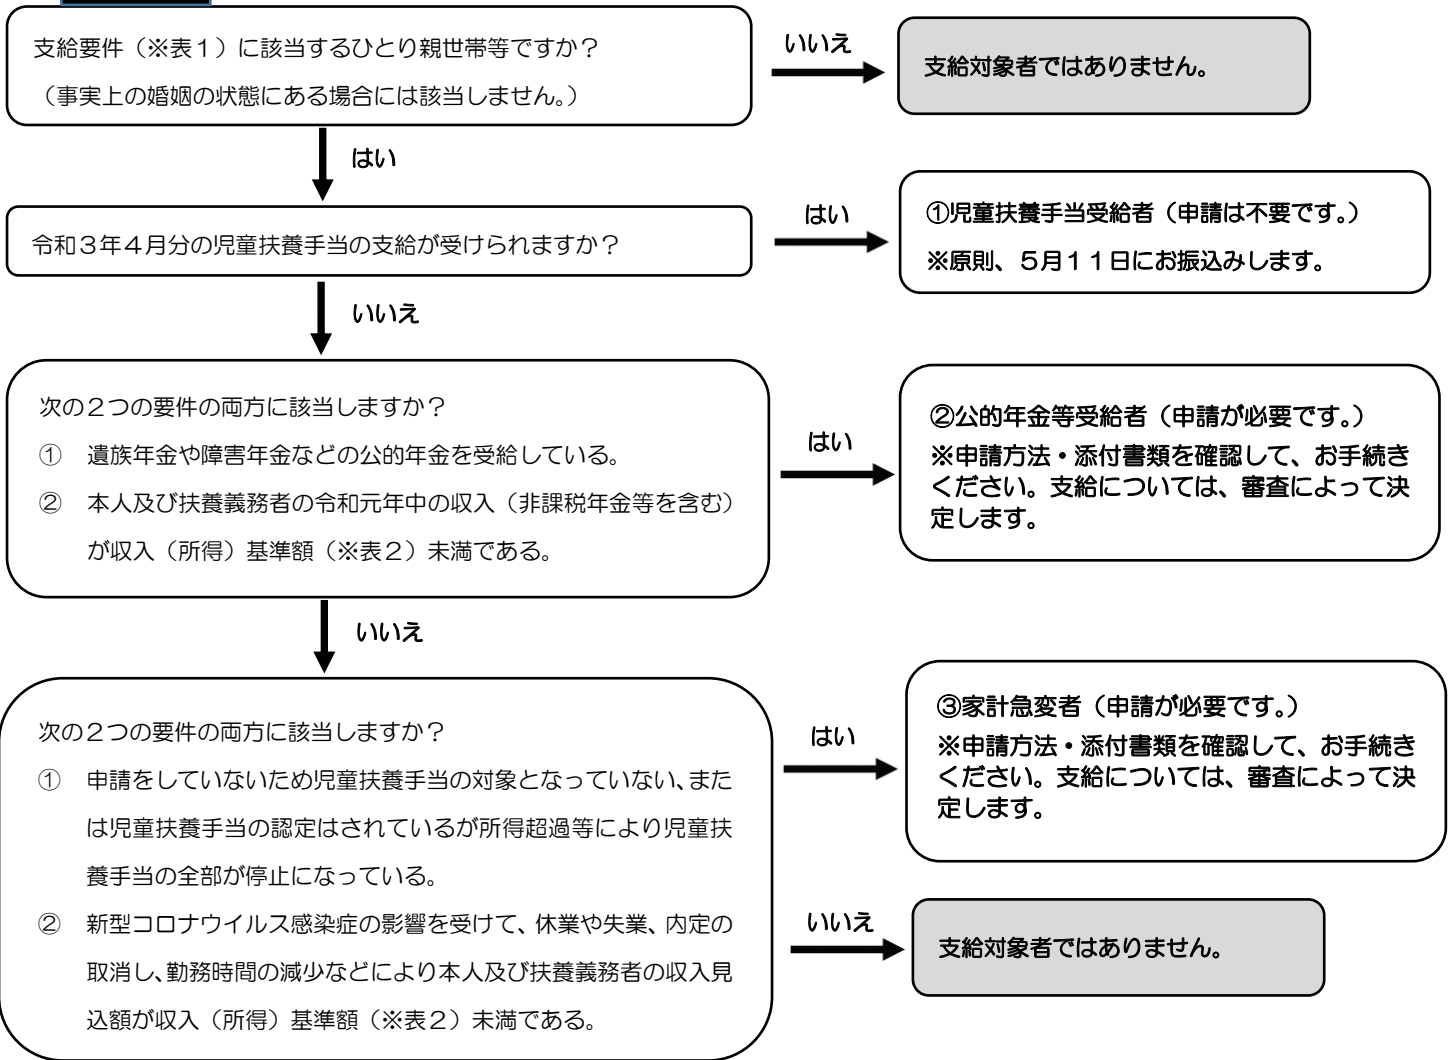 支給要件（※表１）に該当するひとり親世帯等ですか？
（事実上の婚姻の状態にある場合には該当しません。）
いいえ
支給対象者ではありません。
はい
令和３年４月分の児童扶養手当の支給が受けられますか？
はい
①児童扶養手当受給者（申請は不要です。）
※原則、５月１１日にお振込みします。
いいえ
次の２つの要件の両方に該当しますか？
①　遺族年金や障害年金などの公的年金を受給している。
②　本人及び扶養義務者の令和元年中の収入（非課税年金等を含む）
が収入（所得）基準額（※表２）未満である。
はい
②公的年金等受給者（申請が必要です。）
※申請方法・添付書類を確認して、お手続き
ください。支給については、審査によって決
定します。
いいえ
次の２つの要件の両方に該当しますか？
①　申請をしていないため児童扶養手当の対象となっていない、また
は児童扶養手当の認定はされているが所得超過等により児童扶
養手当の全部が停止になっている。
②　新型コロナウイルス感染症の影響を受けて、休業や失業、内定の
取消し、勤務時間の減少などにより本人及び扶養義務者の収入見
込額が収入（所得）基準額（※表２）未満である。
はい
③家計急変者（申請が必要です。）
※申請方法・添付書類を確認して、お手続き
ください。支給については、審査によって決
定します。
いいえ
支給対象者ではありません。